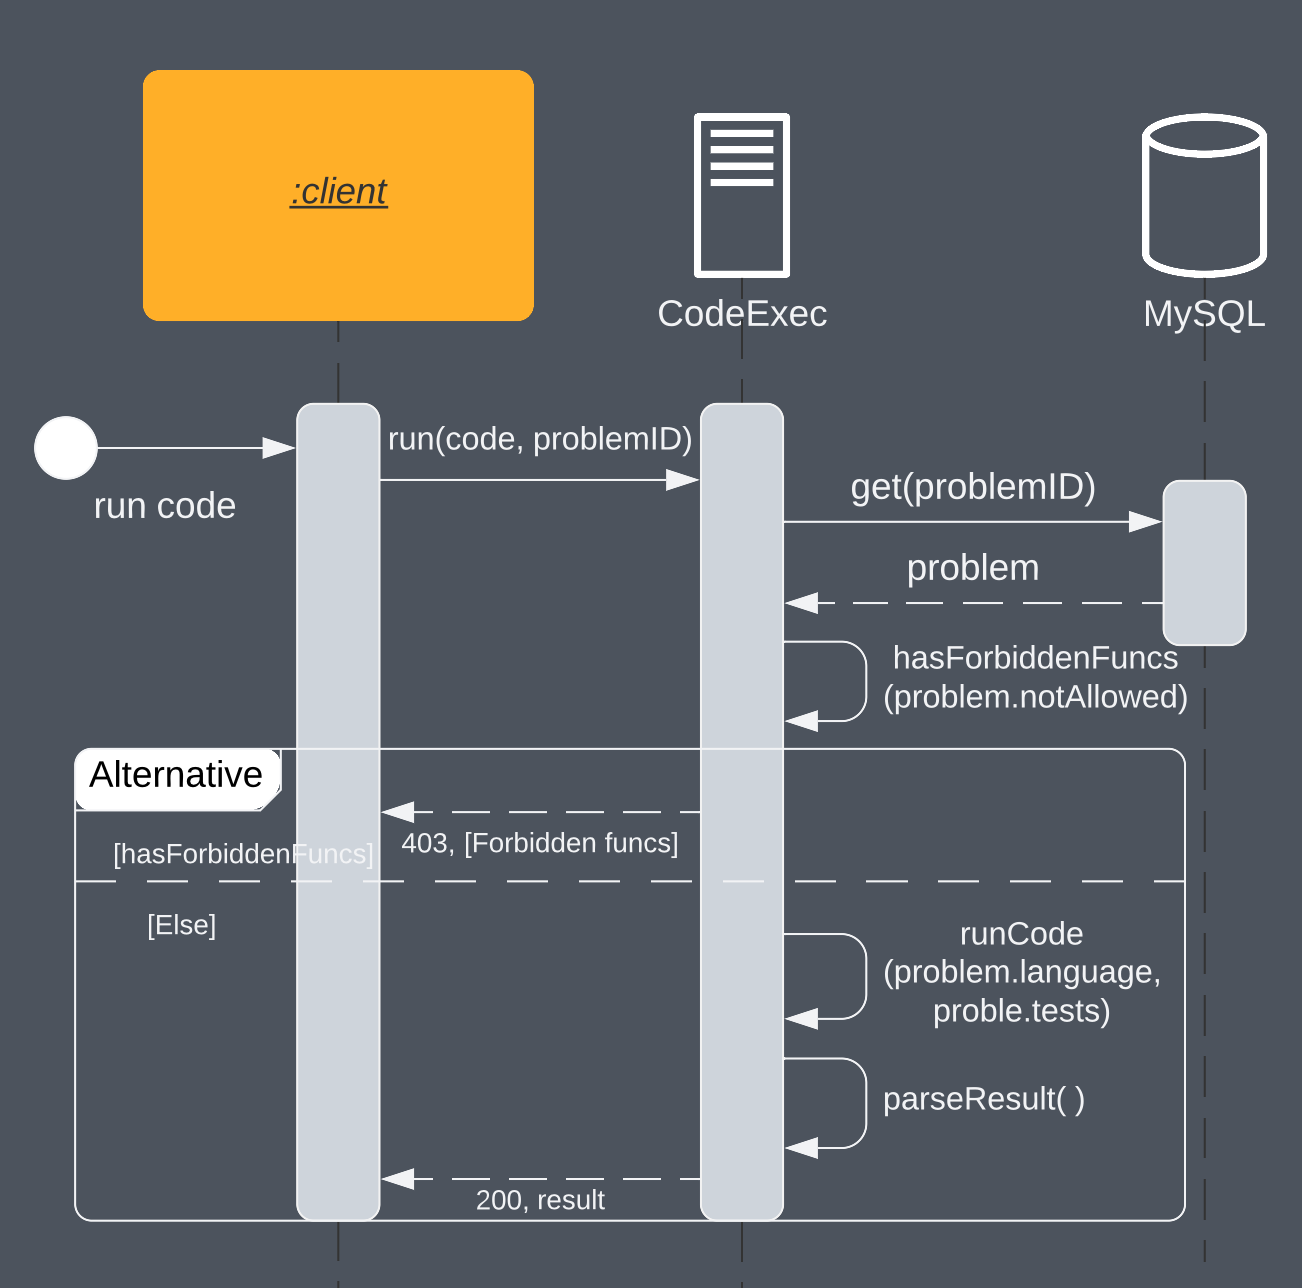 :client
CodeExec
MySQL
run code
run(code, problemID)
get(problemID)
problem
hasForbiddenFuncs
(problem.notAllowed)
Alternative
[hasForbiddenFuncs]
403, [Forbidden funcs]
[Else]
runCode
(problem.language,
proble.tests)
parseResult( )
200, result